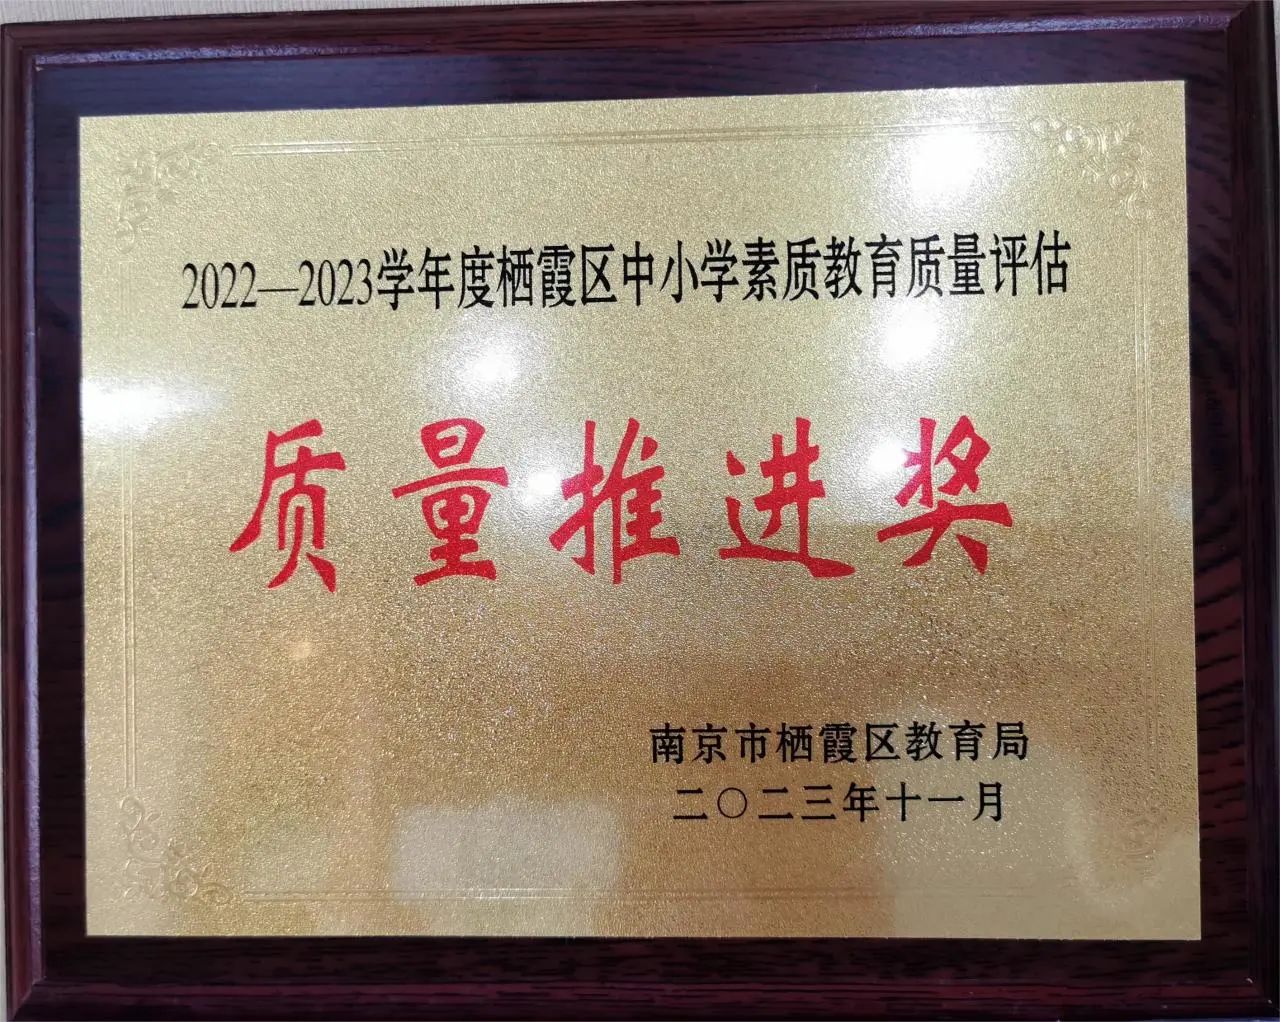 2022—2023学年度栖霞区中小学素质教育质量评估
质量推进奖
南京市栖霞区教育局
二〇二三年十一月